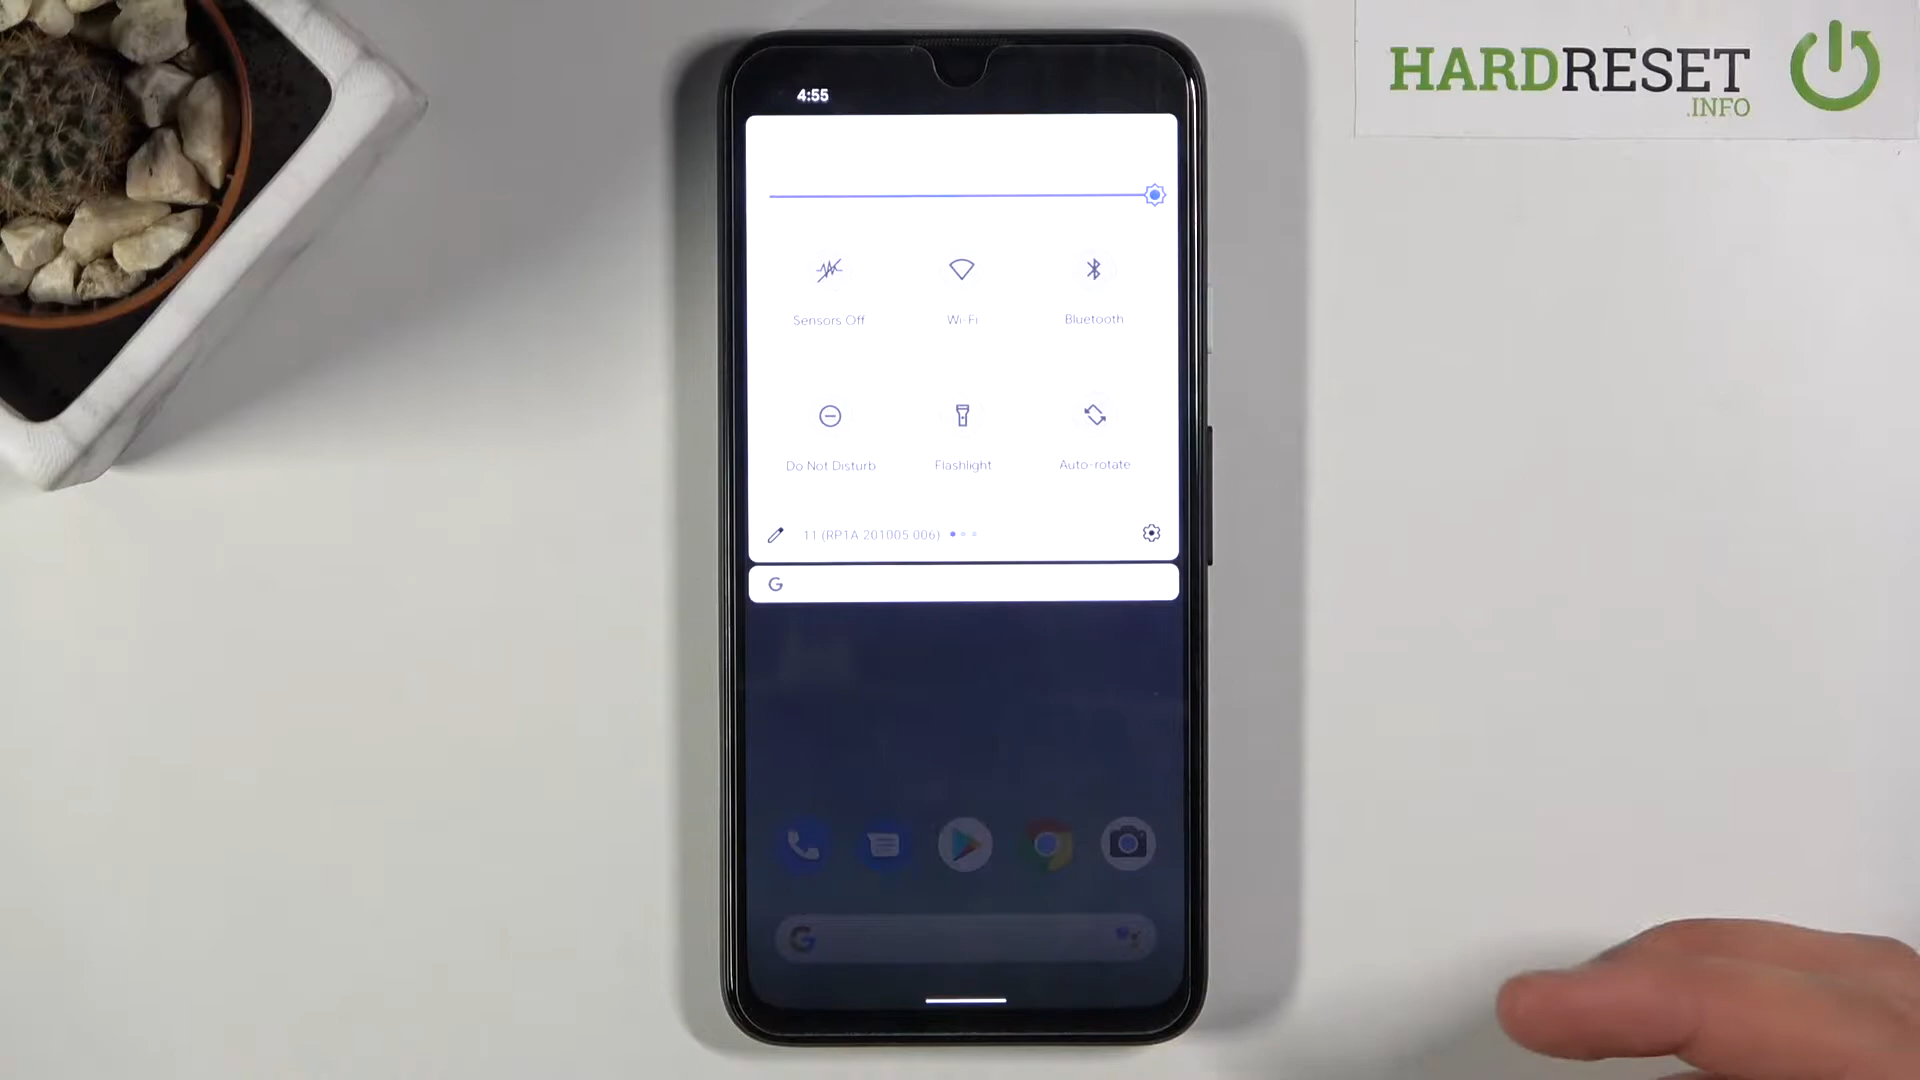 HARDRESET
.INFO
4:55
Sensors Off
Wi-Fi
Bluetooth
Do Not Disturb
Flashlight
Auto-rotate
11 (RP1A.201005.006)
G
G